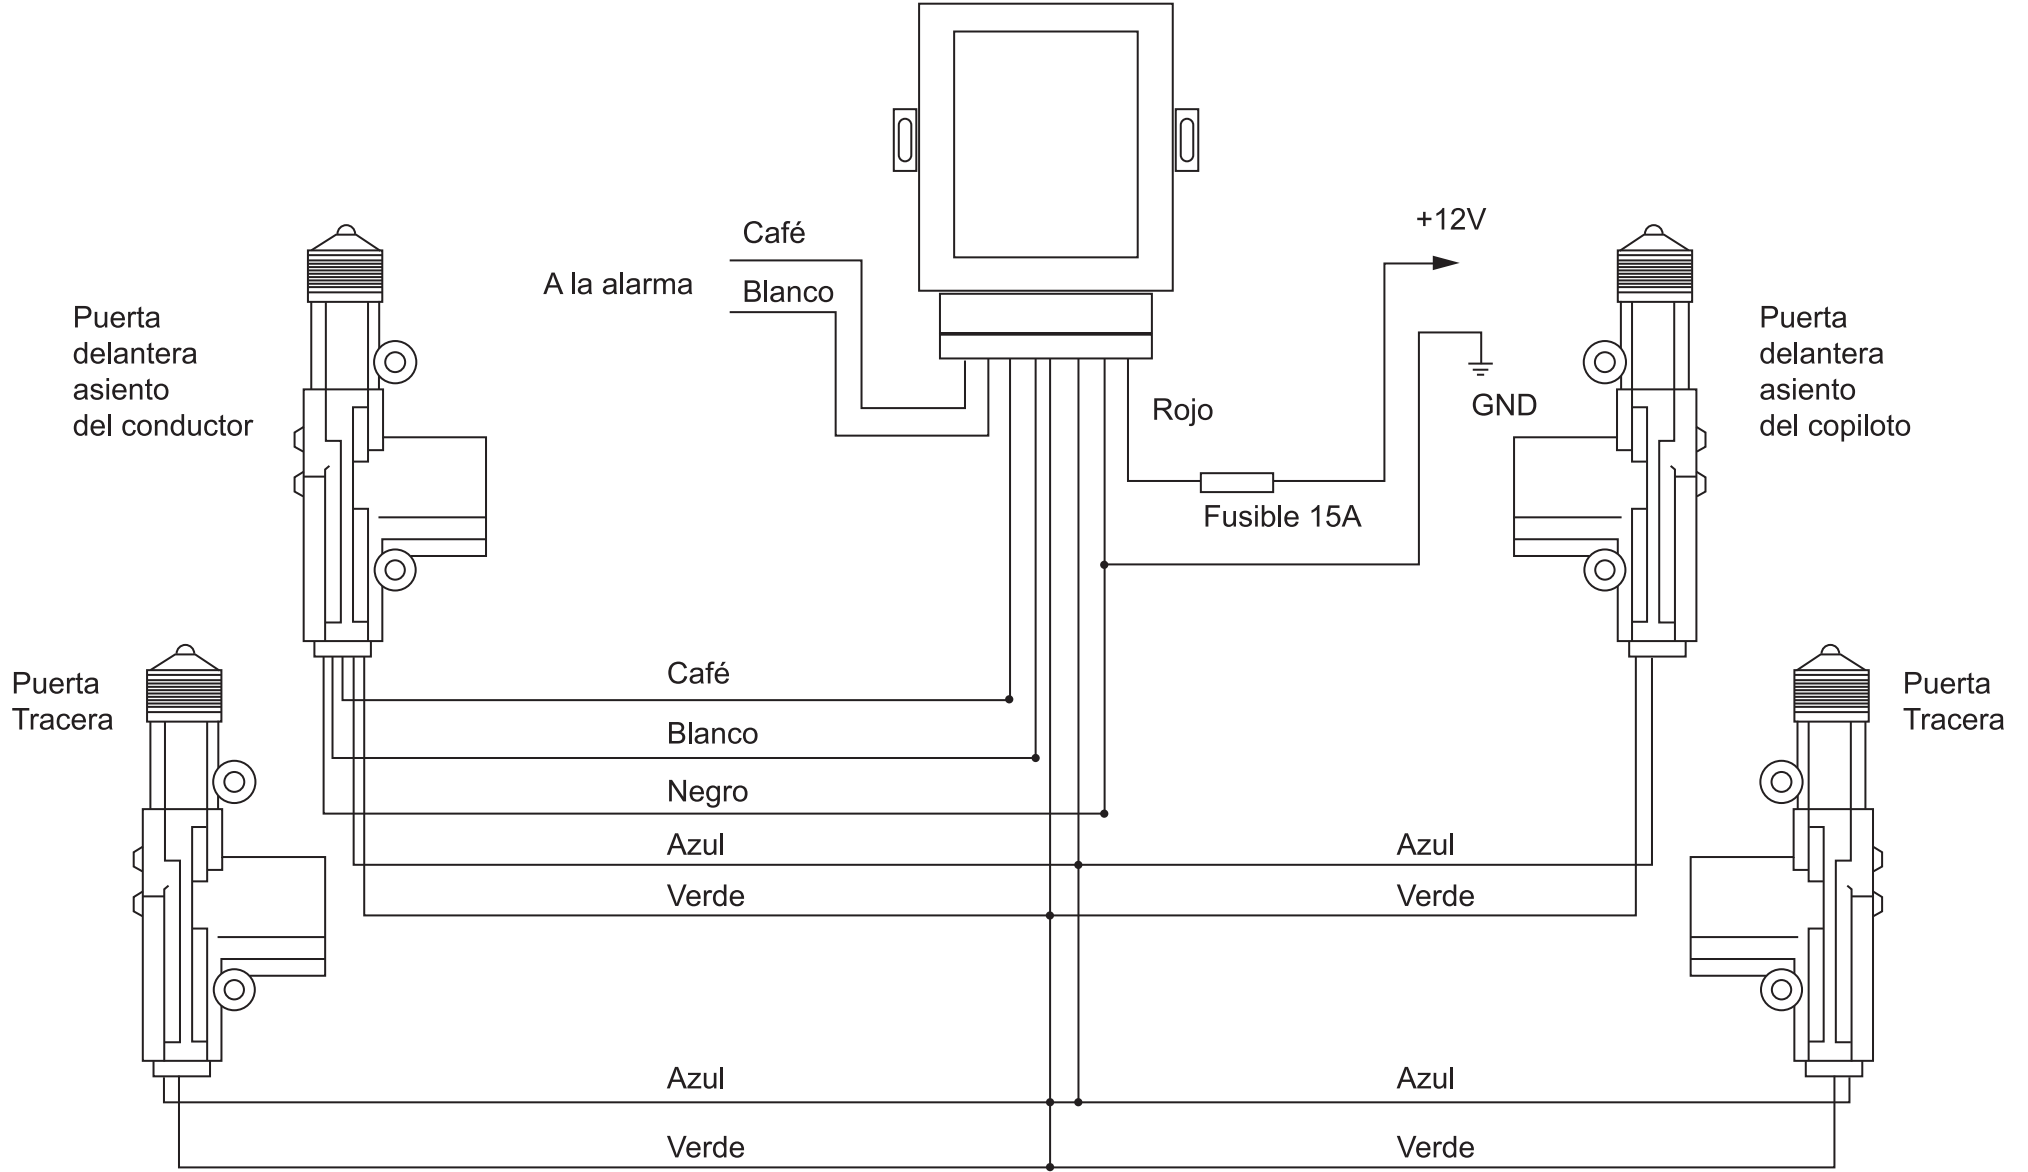 +12V
Café
A la alarma
Blanco
Puerta
delantera
asiento
del conductor
Puerta
delantera
asiento
del copiloto
Rojo
GND
Fusible 15A
Puerta
Tracera
Café
Puerta
Tracera
Blanco
Negro
Azul
Azul
Verde
Verde
Azul
Azul
Verde
Verde